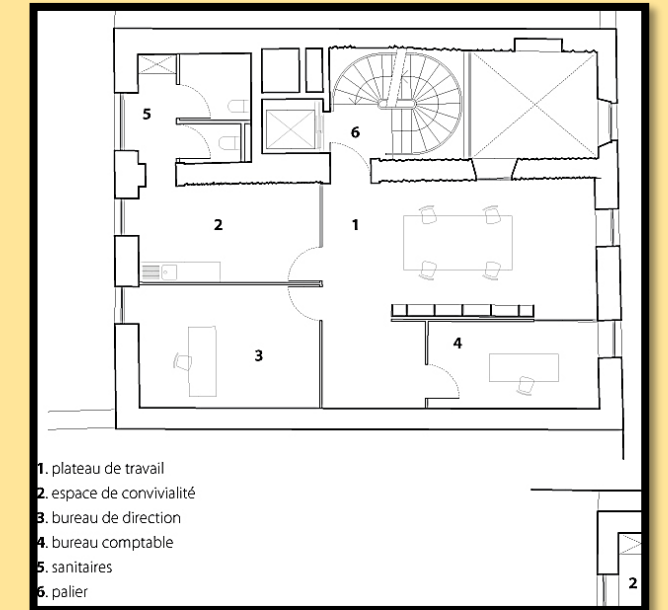 5
6
2
1
4
3
1. plateau de travail
2. espace de convivialité
3. bureau de direction
4. bureau comptable
5. sanitaires
6. palier
2